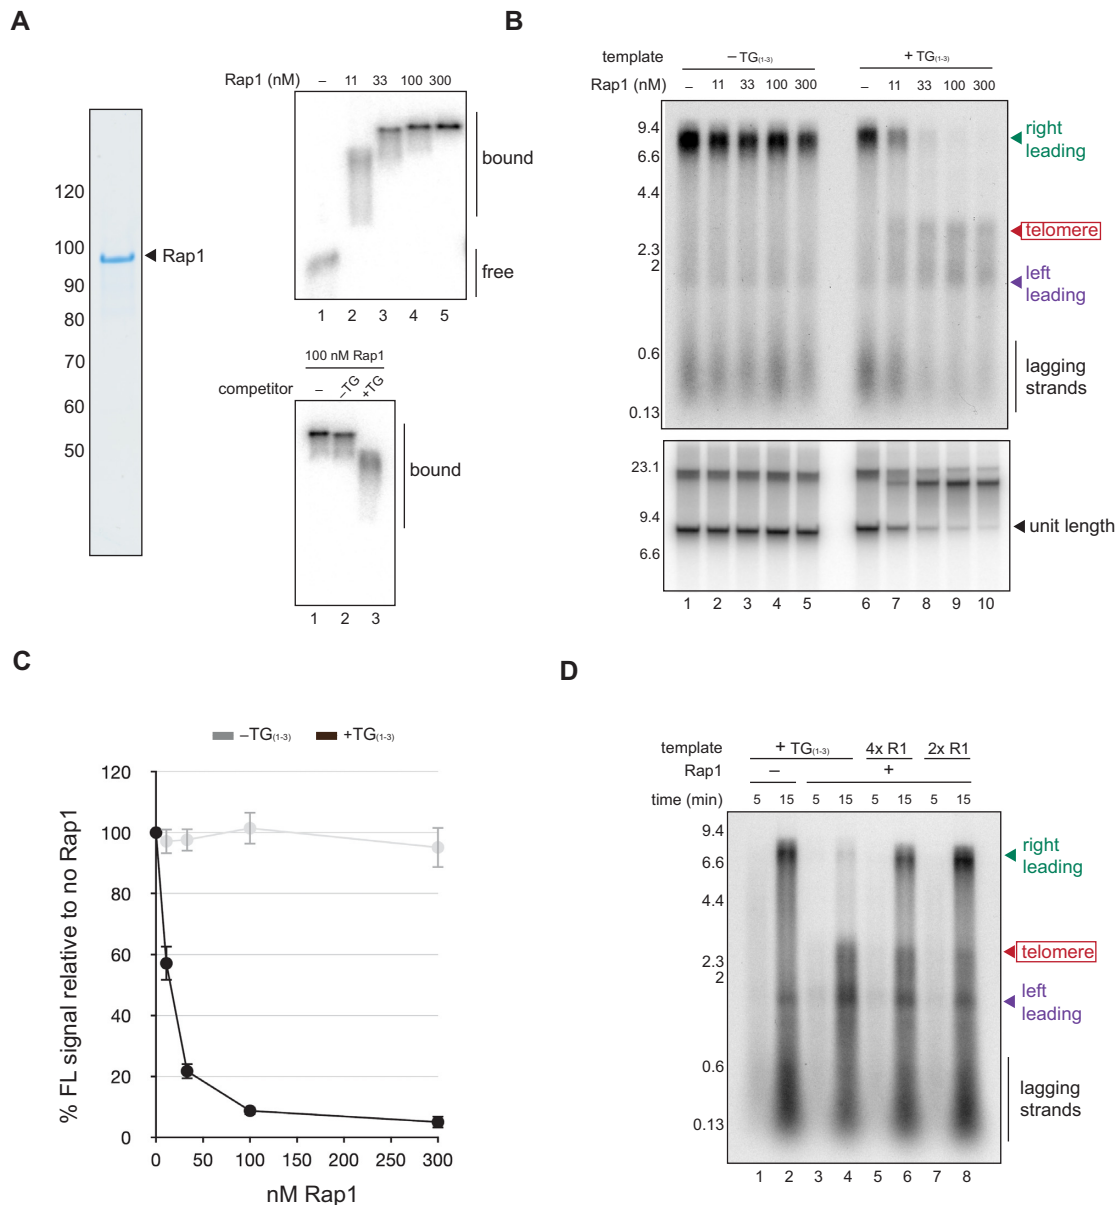 A
Rap1 (nM) – 11 33 100 300
120
100
90
80
70
60
50
Rap1
bound
free
1 2 3 4 5
100 nM Rap1
competitor – –TG +TG
bound
1 2 3
B
template – TG(1-3) + TG(1-3)
Rap1 (nM) – 11 33 100 300 – 11 33 100 300
9.4
6.6
4.4
2.3
2
0.6
0.13
right
leading
telomere
left
leading
lagging
strands
23.1
9.4
6.6
unit length
1 2 3 4 5 6 7 8 9 10
C
–TG(1-3) +TG(1-3)
% FL signal relative to no Rap1
120
100
80
60
40
20
0
0 50 100 150 200 250 300
nM Rap1
D
template + TG(1-3) 4x R1 2x R1
Rap1 – +
time (min) 5 15 5 15 5 15 5 15
9.4
6.6
4.4
2.3
2
0.6
0.13
right
leading
telomere
left
leading
lagging
strands
1 2 3 4 5 6 7 8